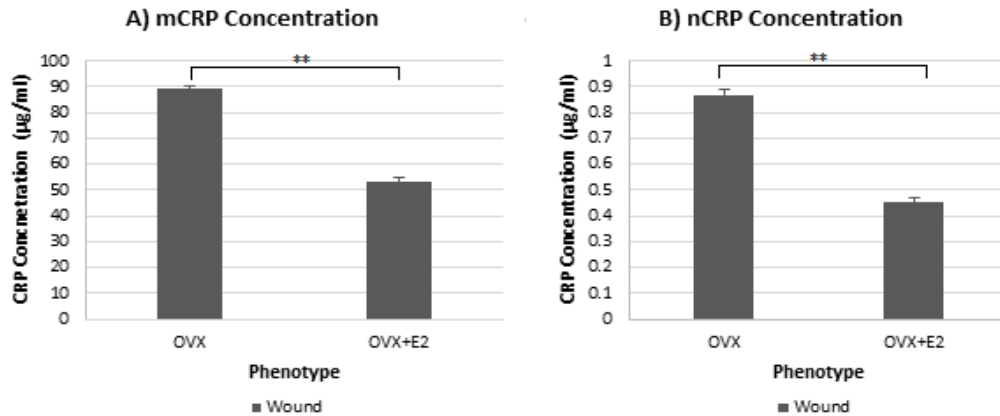 A) mCRP Concentration
**
100
90
80
70
60
50
40
30
20
10
0
CRP Concnetration (µg/ml)
OVX
OVX+E2
Phenotype
Wound
B) nCRP Concentration
**
1
0.9
0.8
0.7
0.6
0.5
0.4
0.3
0.2
0.1
0
CRP Concentration (µg/ml)
OVX
OVX+E2
Phenotype
Wound